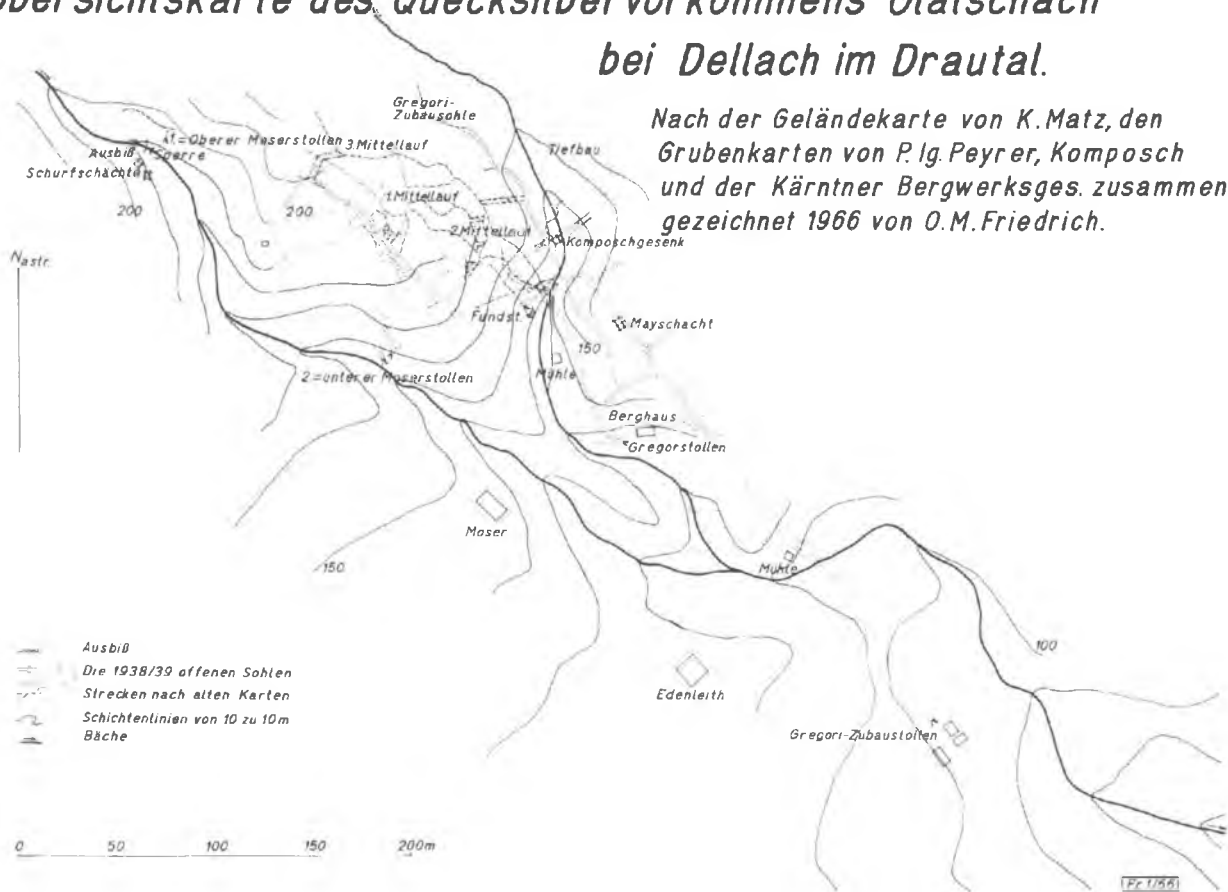 Übersichtskarte des Quecksilbervorkommens Glatschach
bei Dellach im Drautal.
Nach der Geländekarte von K. Matz, den
Grubenkarten von P. Ig. Peyrer, Komposch
und der Kärntner Bergwerksges. zusammen
gezeichnet 1966 von O.M. Friedrich.
Gregori-
Zubausohle
1 = Oberer Moserstollen
3 Mittellauf
Tiefbau
Ausbiß
Sperre
Schurfschächte
200
200
1 Mittellauf
2 Mittellauf
Komposchgesenk
Nastr.
Fundst.
Mayschacht
150
Mühle
2 = unterer Moserstollen
Berghaus
Gregorstollen
Moser
150
Mühle
100
Edenleith
Gregori-Zubaustollen
Ausbiß
Die 1938/39 offenen Sohlen
Strecken nach alten Karten
Schichtenlinien von 10 zu 10m
Bäche
0 50 100 150 200m
Fr 1/66